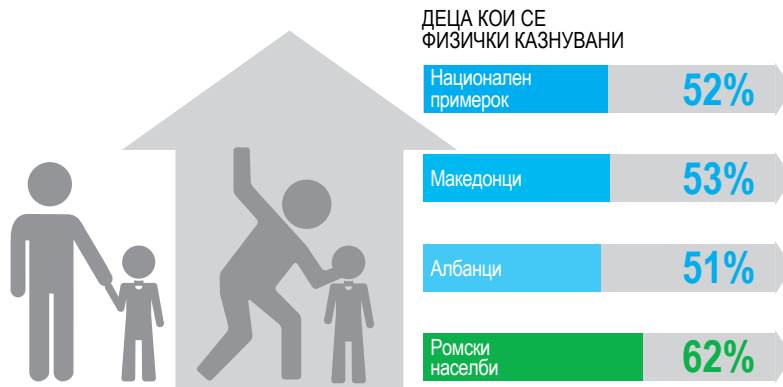 ДЕЦА КОИ СЕ
ФИЗИЧКИ КАЗНУВАНИ
Национален
примерок
52%
Македонци
53%
Албанци
51%
Ромски
населби
62%